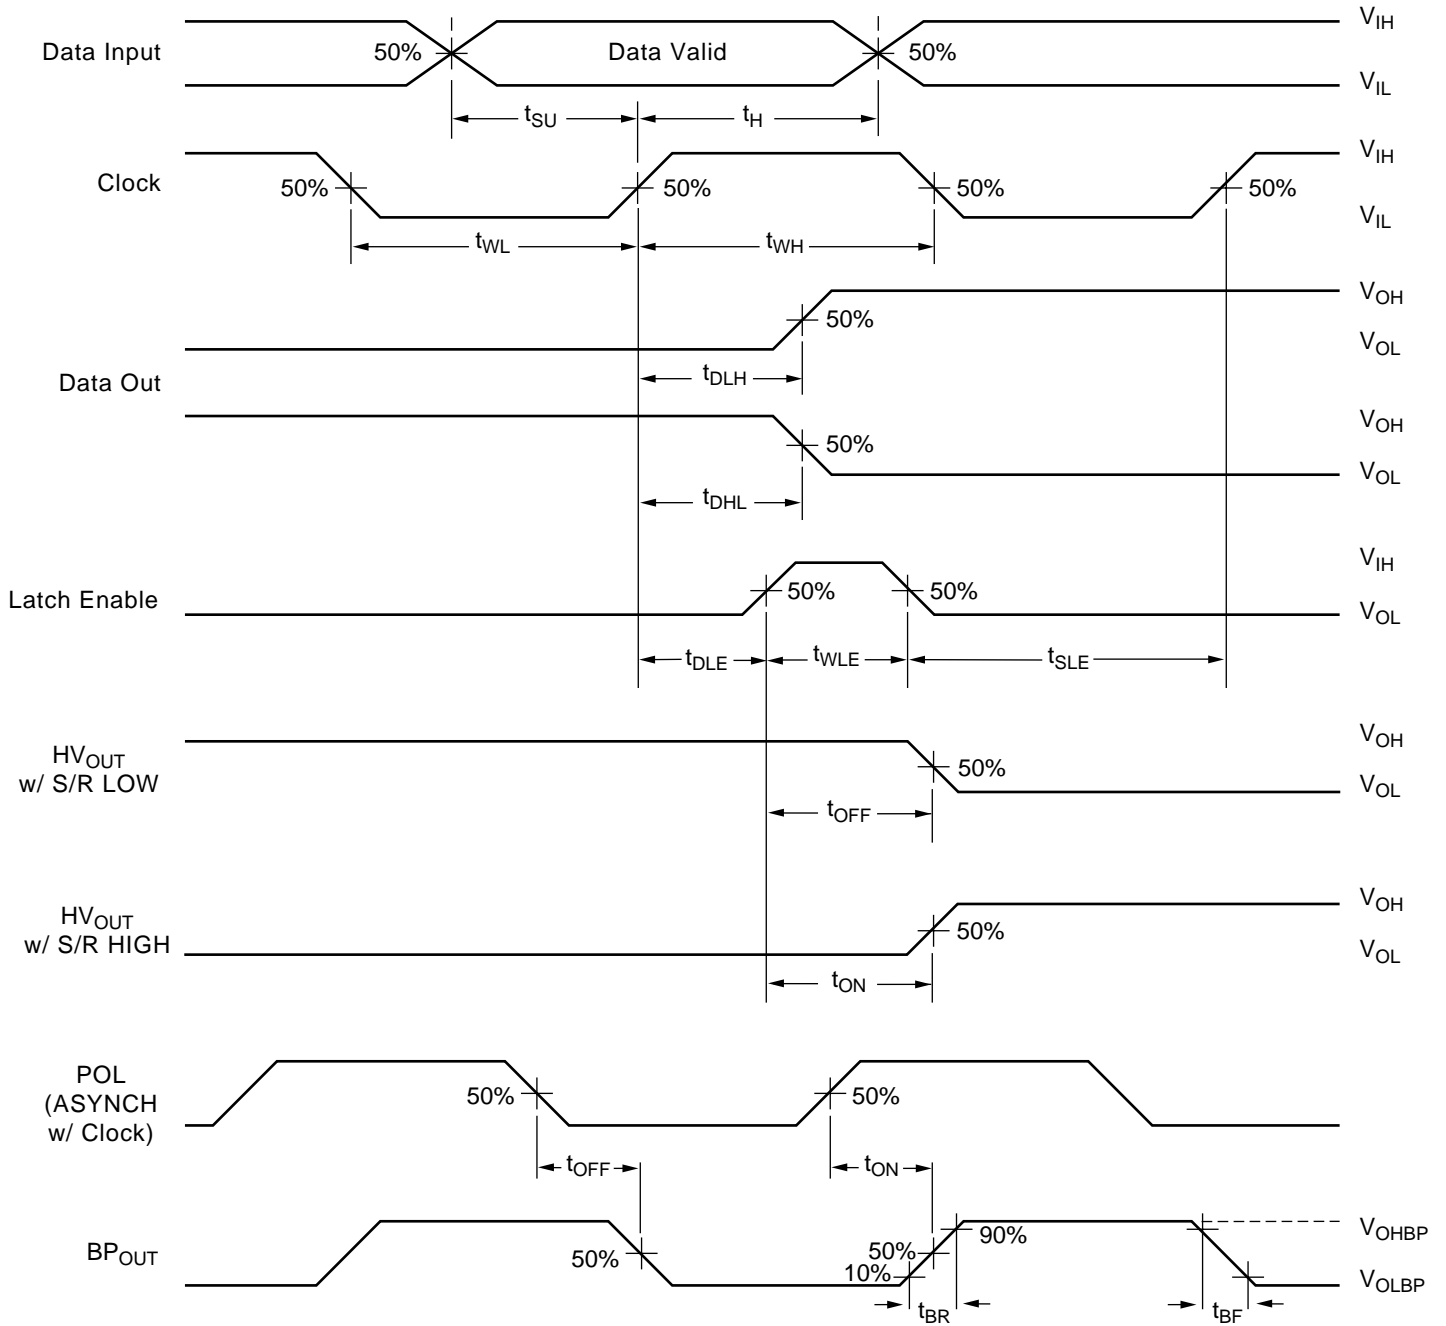 V_IH
Data Input 50% Data Valid 50%
V_IL
t_SU t_H
V_IH
Clock 50% 50% 50% 50%
V_IL
t_WL t_WH
V_OH
50%
V_OL
t_DLH
Data Out
V_OH
50%
V_OL
t_DHL
V_IH
Latch Enable 50% 50%
V_OL
t_DLE t_WLE t_SLE
V_OH
HV_OUT
w/ S/R LOW
50%
V_OL
t_OFF
V_OH
HV_OUT
w/ S/R HIGH
50%
V_OL
t_ON
POL
(ASYNCH
w/ Clock)
50% 50%
t_OFF t_ON
V_OHBP
BP_OUT 50% 50% 90%
10%
V_OLBP
t_BR t_BF